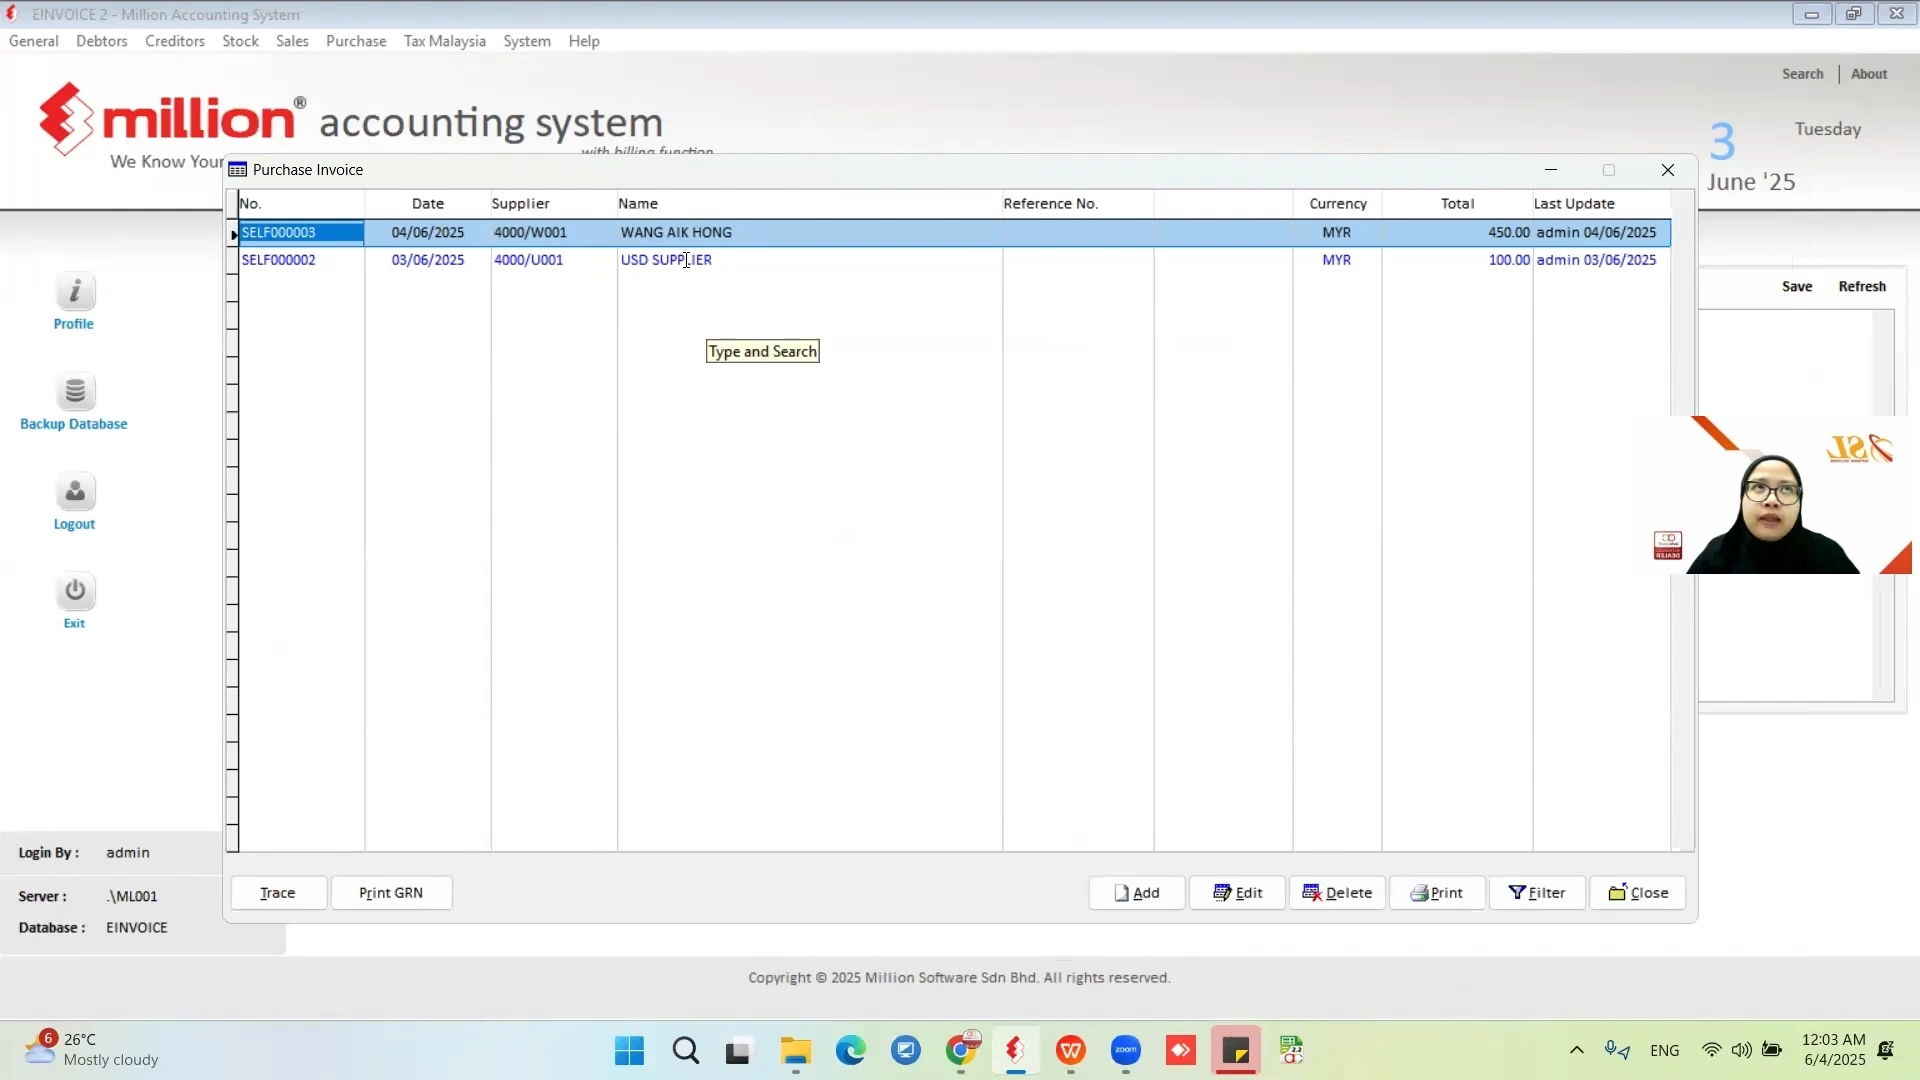 EINVOICE 2 - Million Accounting System
General Debtors Creditors Stock Sales Purchase Tax Malaysia System Help
Search | About
million® accounting system
with billing function
We Know Your
3 Tuesday
June '25
Purchase Invoice
No. Date Supplier Name Reference No. Currency Total Last Update
SELF000003 04/06/2025 4000/W001 WANG AIK HONG MYR 450.00 admin 04/06/2025
SELF000002 03/06/2025 4000/U001 USD SUPPLIER MYR 100.00 admin 03/06/2025
Save Refresh
Type and Search
Profile
Backup Database
Logout
Exit
Login By : admin
Server : .\ML001
Database : EINVOICE
Trace Print GRN Add Edit Delete Print Filter Close
Copyright © 2025 Million Software Sdn Bhd. All rights reserved.
6
26°C
Mostly cloudy
zoom
2.2
ENG
12:03 AM
6/4/2025